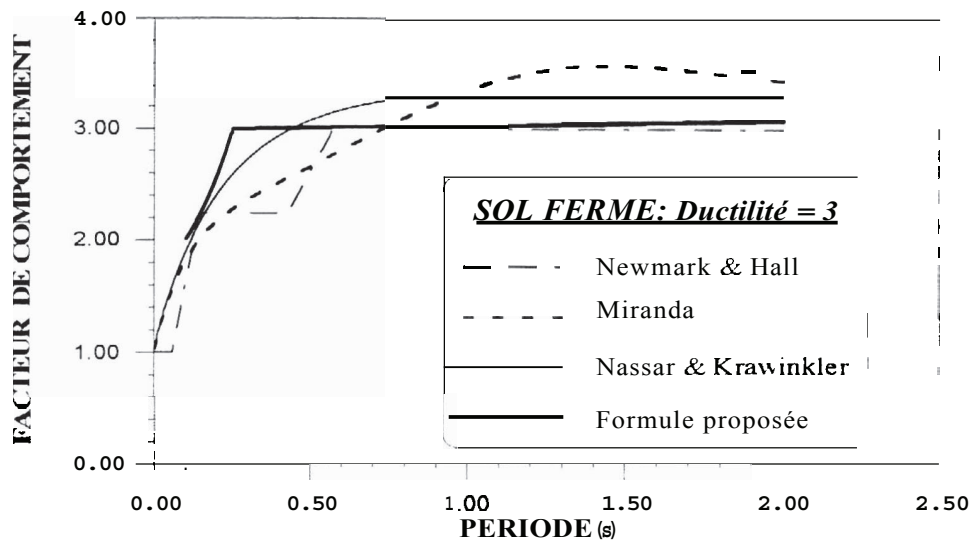 4.00
3.00
2.00
1.00
0.00
FACTEUR DE COMPORTEMENT
SOL FERME: Ductilité = 3
Newmark & Hall
Miranda
Nassar & Krawinkler
Formule proposée
0.00 0.50 1.00 1.50 2.00 2.50
PERIODE (s)